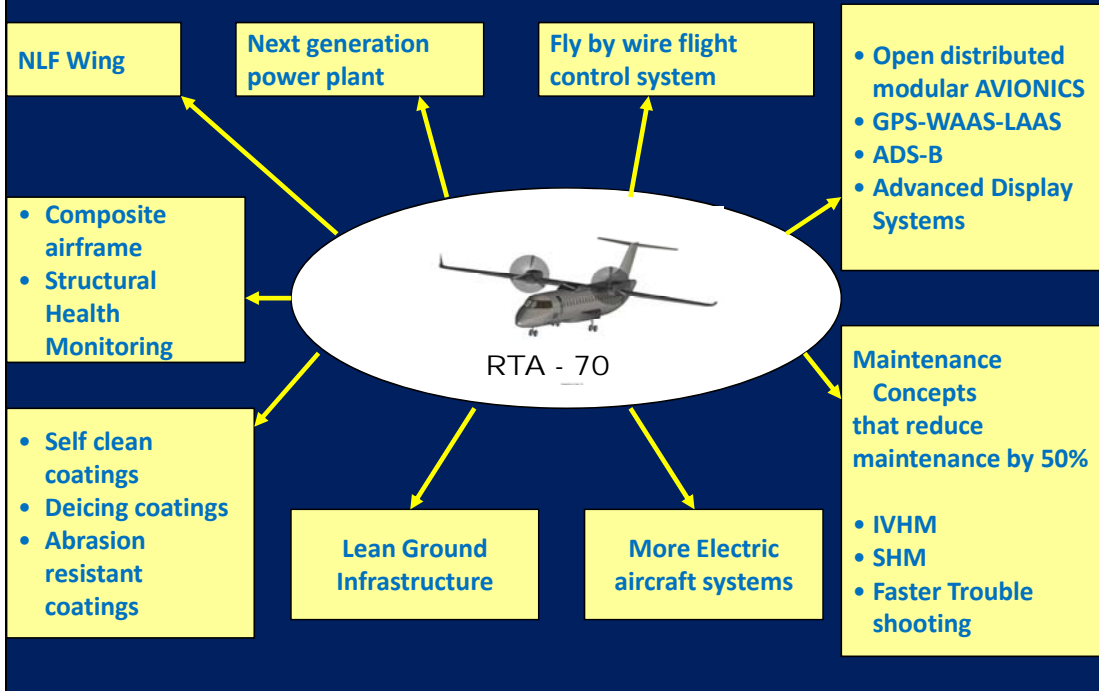 NLF Wing
Next generation
power plant
Fly by wire flight
control system
• Open distributed
modular AVIONICS
• GPS-WAAS-LAAS
• ADS-B
• Advanced Display
Systems
• Composite
airframe
• Structural
Health
Monitoring
RTA - 70
Maintenance
Concepts
that reduce
maintenance by 50%
• IVHM
• SHM
• Faster Trouble
shooting
• Self clean
coatings
• Deicing coatings
• Abrasion
resistant
coatings
Lean Ground
Infrastructure
More Electric
aircraft systems